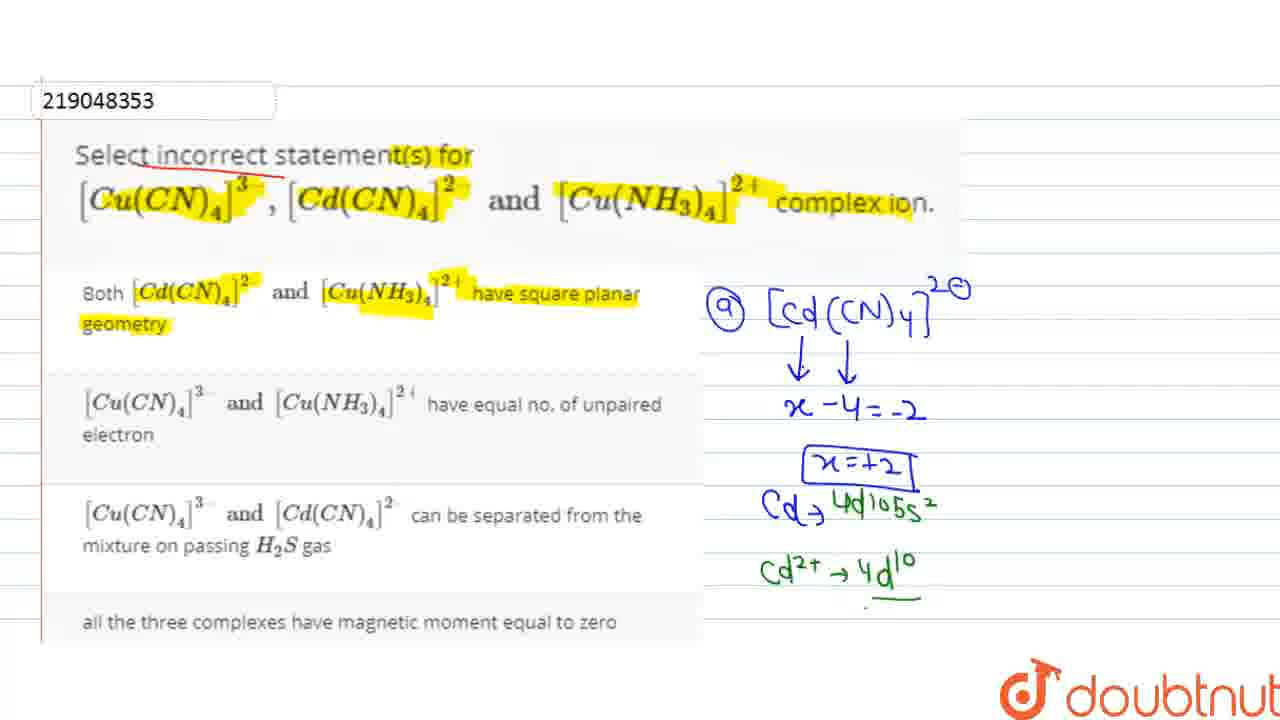 219048353
Select incorrect statement(s) for
[Cu(CN)₄]³⁻, [Cd(CN)₄]²⁻ and [Cu(NH₃)₄]²⁺ complex ion.
Both [Cd(CN)₄]²⁻ and [Cu(NH₃)₄]²⁺ have square planar
geometry
[Cu(CN)₄]³⁻ and [Cu(NH₃)₄]²⁺ have equal no. of unpaired
electron
[Cu(CN)₄]³⁻ and [Cd(CN)₄]²⁻ can be separated from the
mixture on passing H₂S gas
all the three complexes have magnetic moment equal to zero
ⓐ [Cd(CN)₄]²⊖
↓ ↓
x - 4 = -2
x = +2
Cd → 4d10 5s²
Cd²⁺ → 4d¹⁰
doubtnut